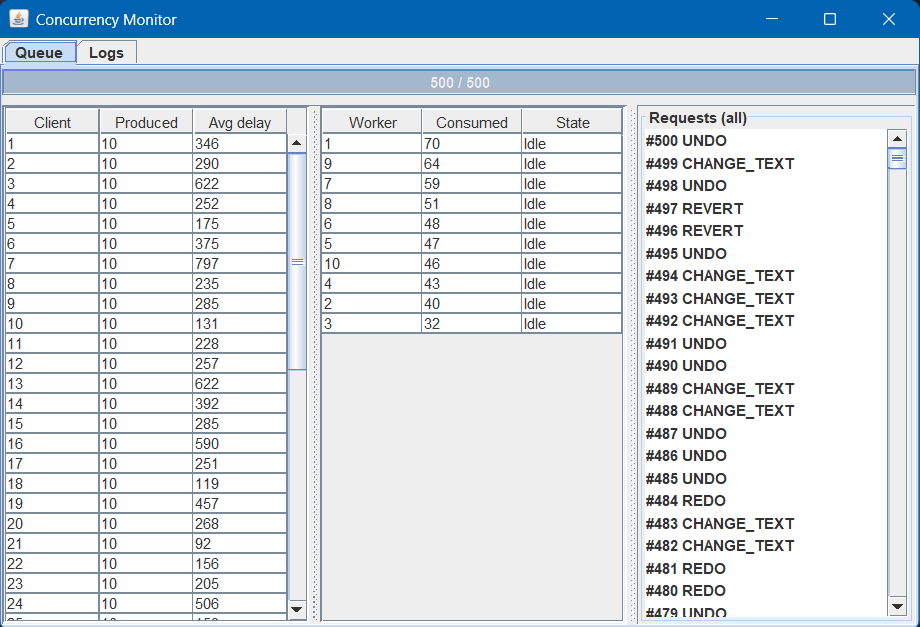 Concurrency Monitor
Queue Logs
500 / 500
Client Produced Avg delay
1 10 346
2 10 290
3 10 622
4 10 252
5 10 175
6 10 375
7 10 797
8 10 235
9 10 285
10 10 131
11 10 228
12 10 257
13 10 622
14 10 392
15 10 285
16 10 590
17 10 251
18 10 119
19 10 457
20 10 268
21 10 92
22 10 156
23 10 205
24 10 506
Worker Consumed State
1 70 Idle
9 64 Idle
7 59 Idle
8 51 Idle
6 48 Idle
5 47 Idle
10 46 Idle
4 43 Idle
2 40 Idle
3 32 Idle
Requests (all)
#500 UNDO
#499 CHANGE_TEXT
#498 UNDO
#497 REVERT
#496 REVERT
#495 UNDO
#494 CHANGE_TEXT
#493 CHANGE_TEXT
#492 CHANGE_TEXT
#491 UNDO
#490 UNDO
#489 CHANGE_TEXT
#488 CHANGE_TEXT
#487 UNDO
#486 UNDO
#485 UNDO
#484 REDO
#483 CHANGE_TEXT
#482 CHANGE_TEXT
#481 REDO
#480 REDO
#479 UNDO